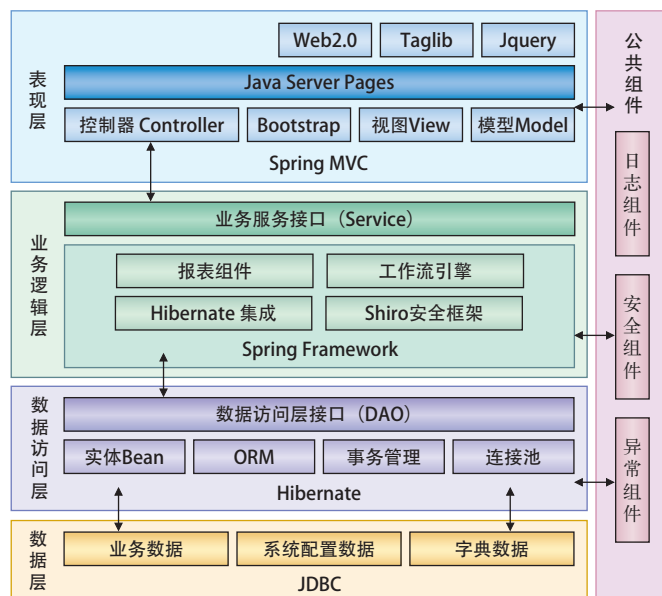 表现层
Web2.0
Taglib
Jquery
Java Server Pages
控制器 Controller
Bootstrap
视图View
模型Model
Spring MVC
业务逻辑层
业务服务接口（Service）
报表组件
工作流引擎
Hibernate 集成
Shiro安全框架
Spring Framework
数据访问层
数据访问层接口（DAO）
实体Bean
ORM
事务管理
连接池
Hibernate
数据层
业务数据
系统配置数据
字典数据
JDBC
公共组件
日志组件
安全组件
异常组件